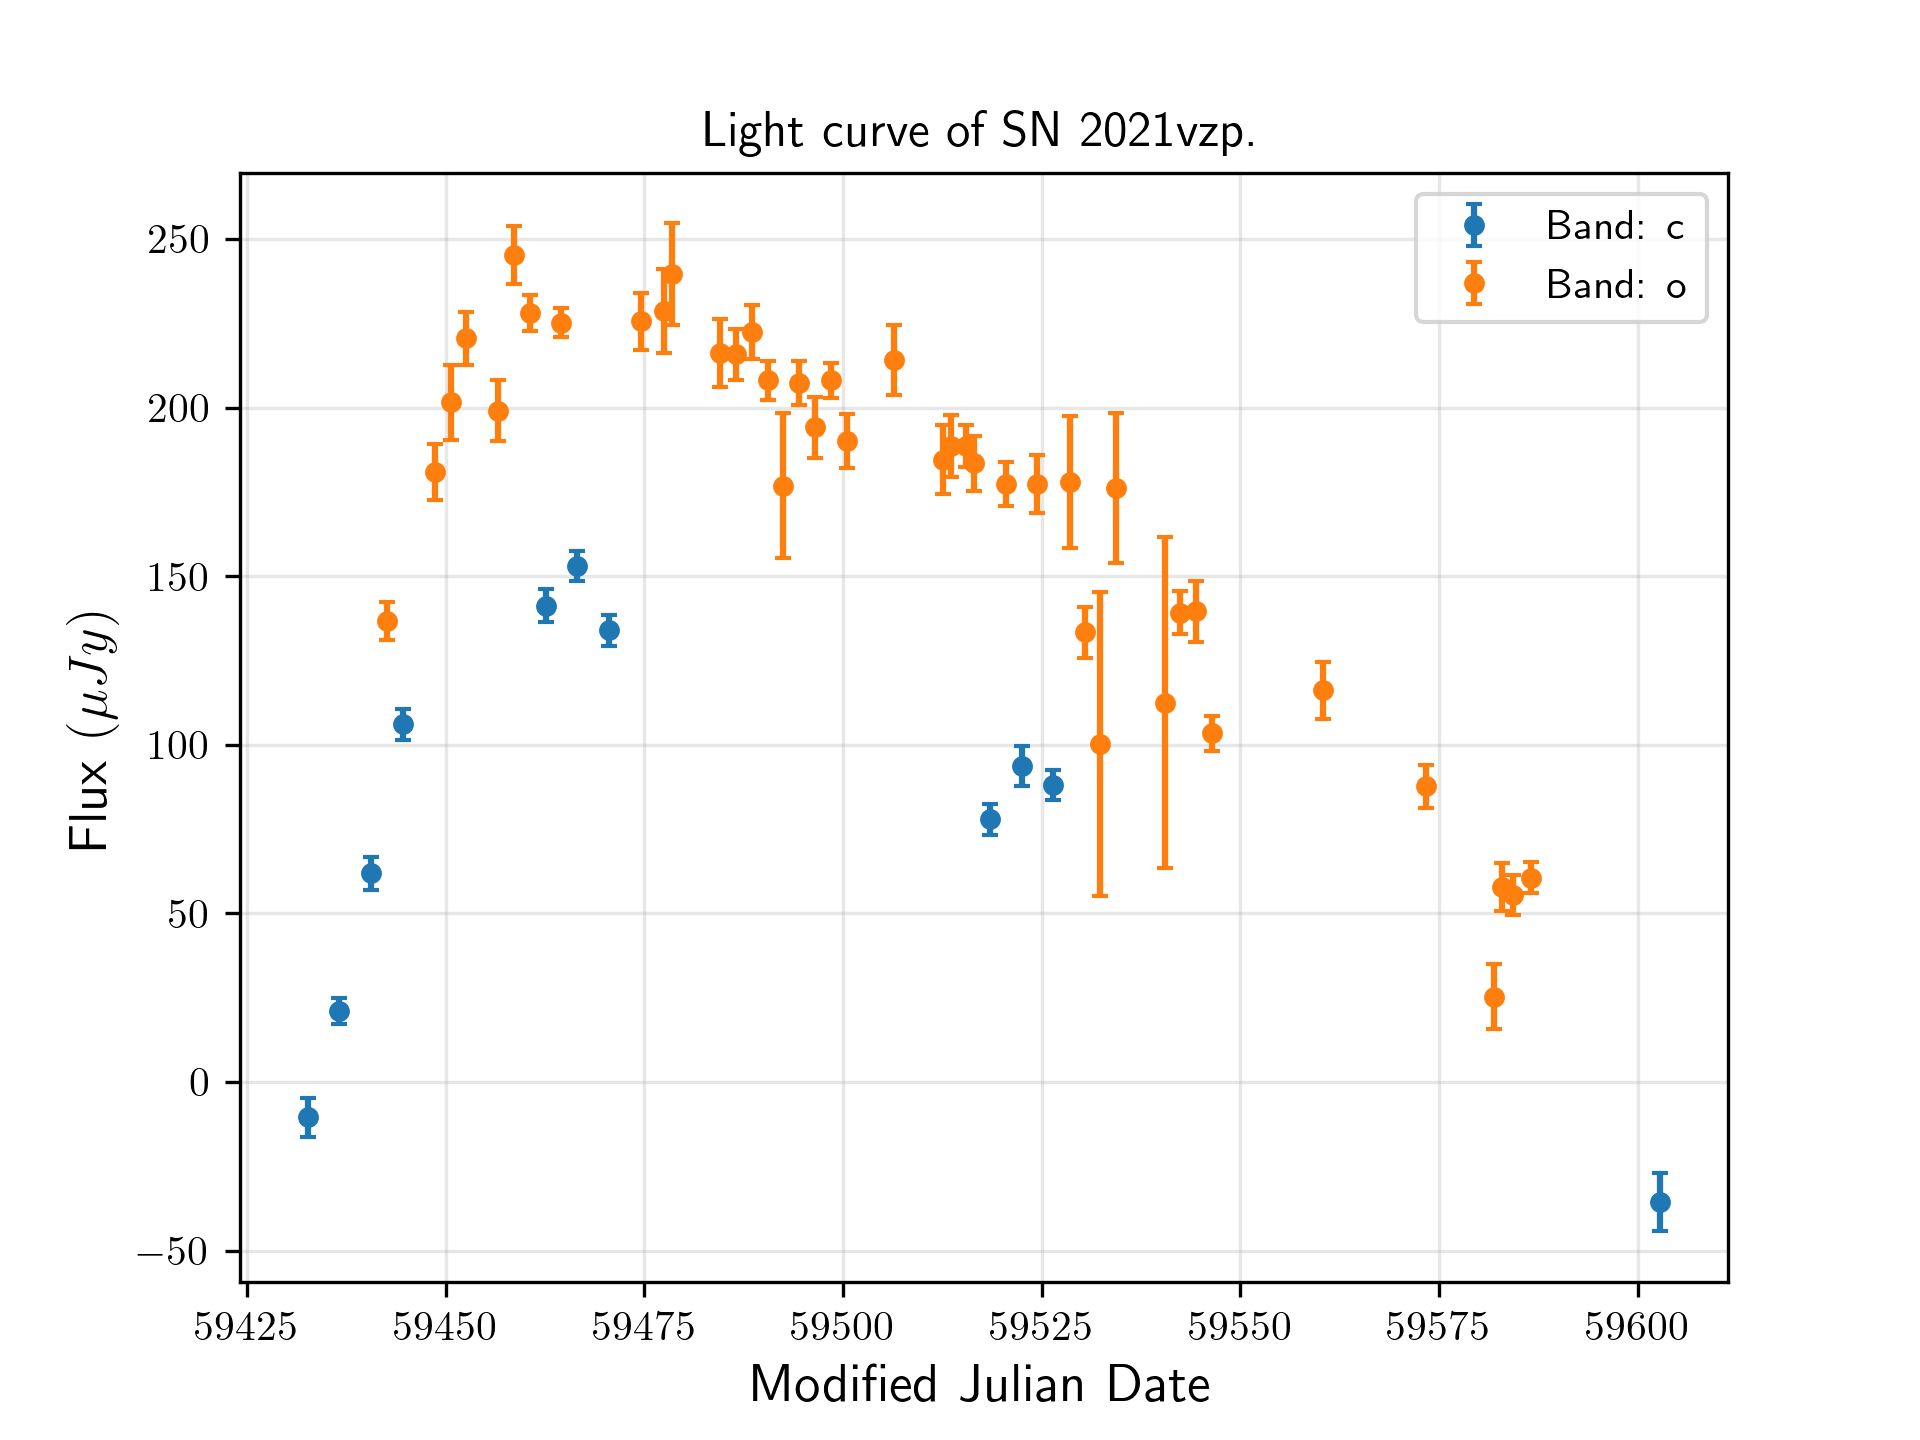 Light curve of SN 2021vzp.
Band: c
Band: o
250
200
150
100
50
0
−50
Flux (μJy)
59425 59450 59475 59500 59525 59550 59575 59600
Modified Julian Date